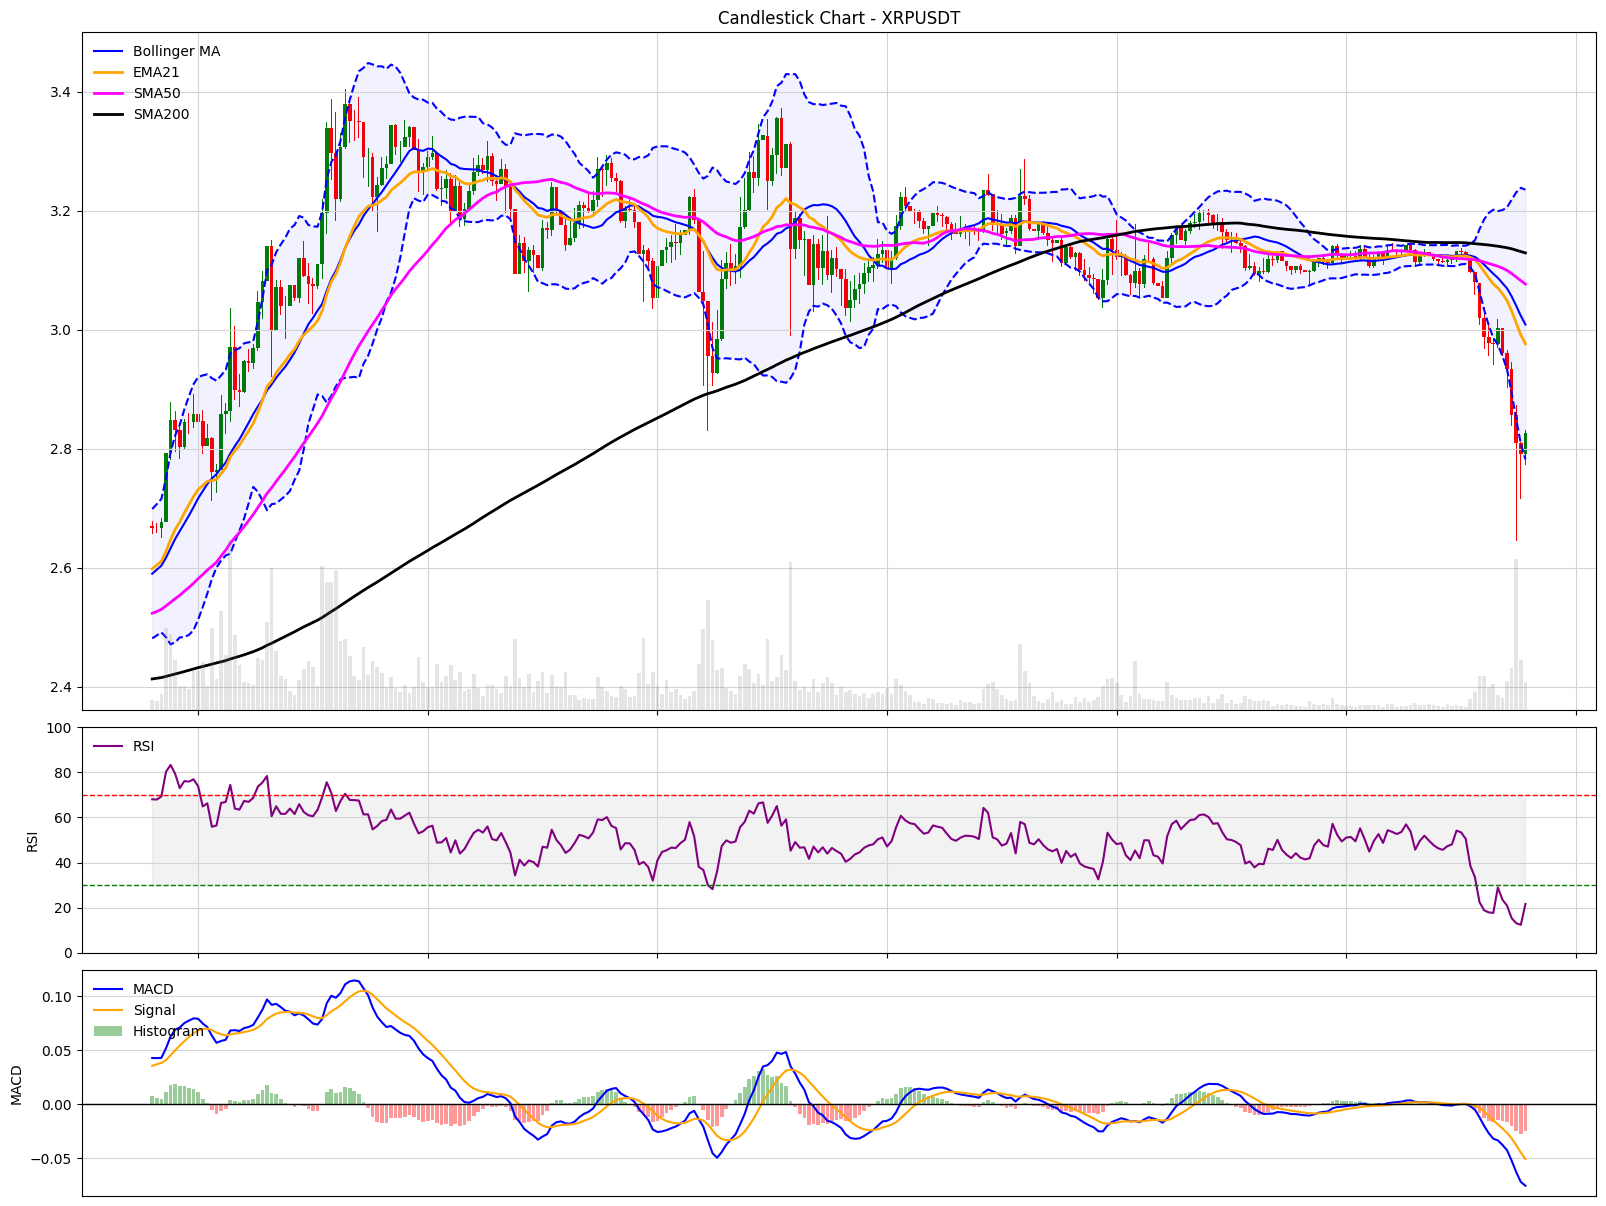 Candlestick Chart - XRPUSDT
Bollinger MA
EMA21
SMA50
SMA200
3.4
3.2
3.0
2.8
2.6
2.4
RSI
100
80
60
40
20
0
RSI
MACD
Signal
Histogram
0.10
0.05
0.00
−0.05
MACD